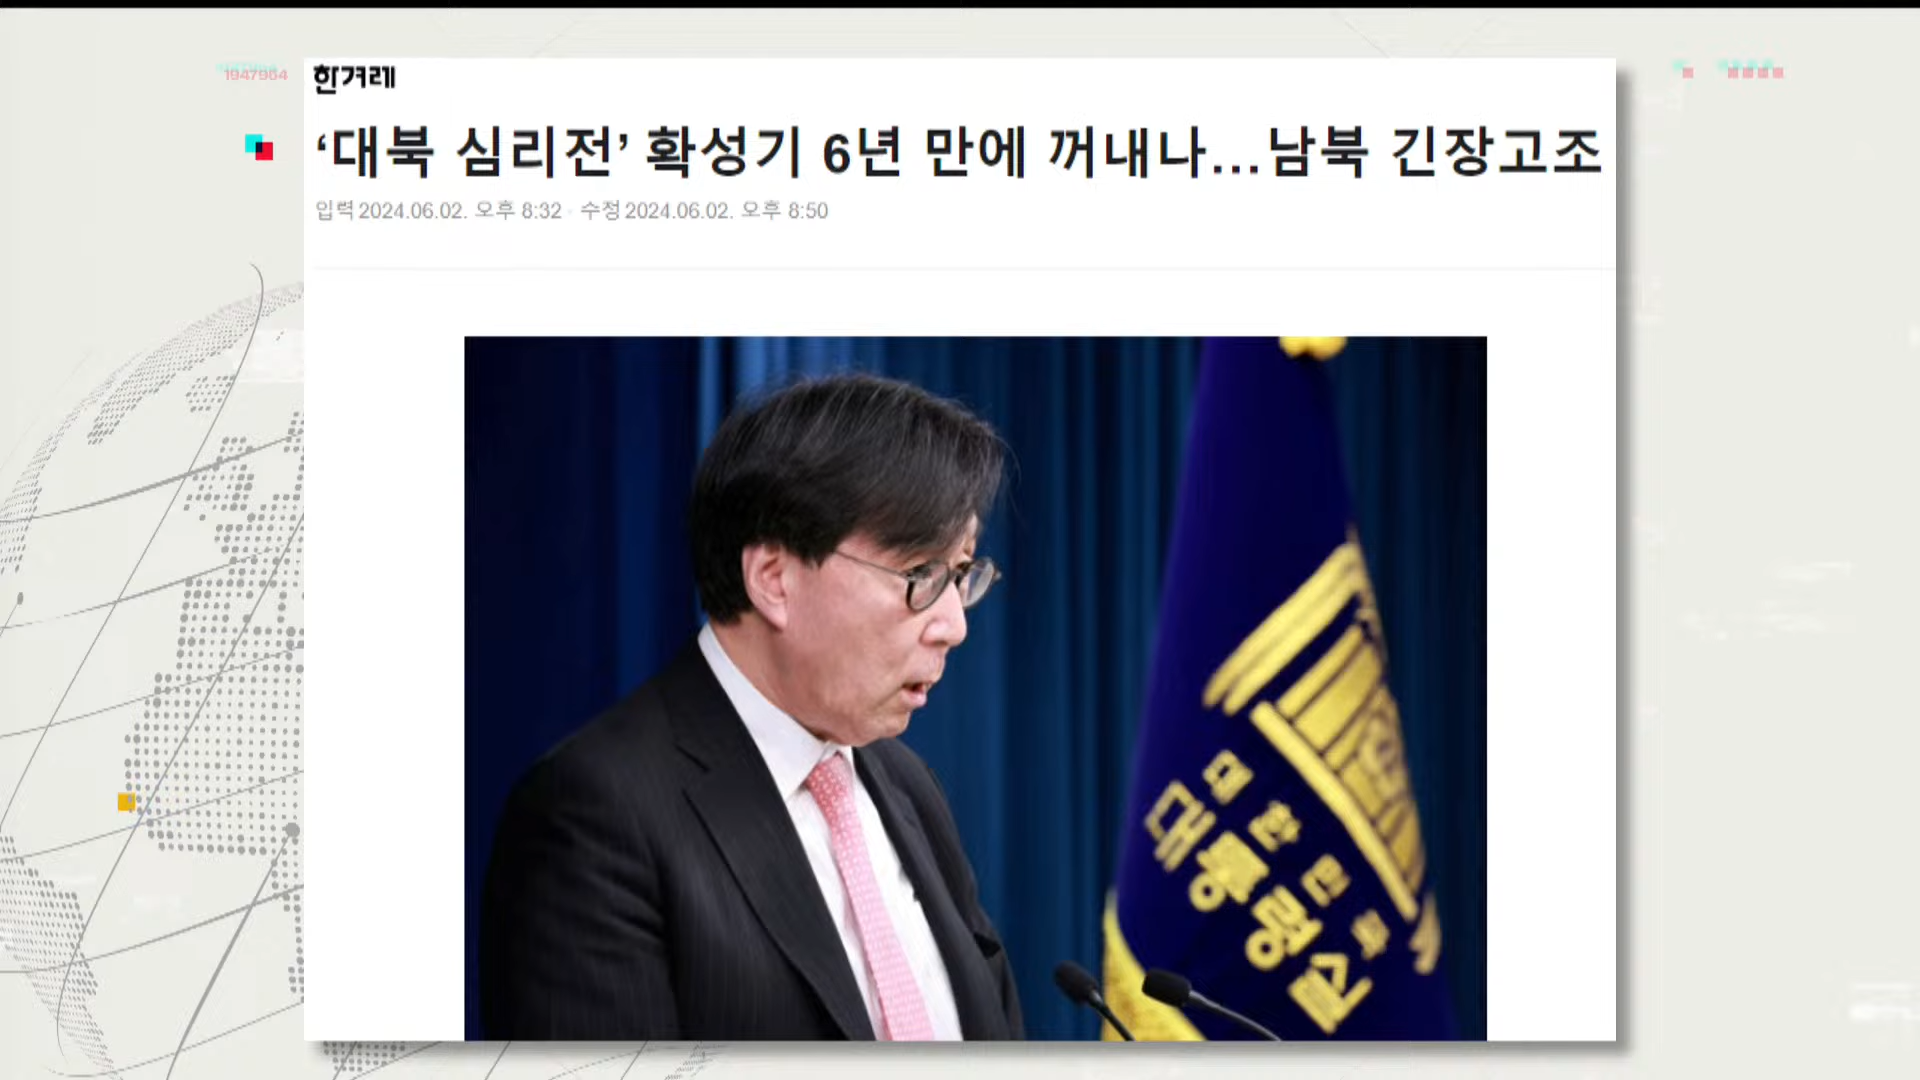 1947964
한겨레
‘대북 심리전’ 확성기 6년 만에 꺼내나...남북 긴장고조
입력 2024.06.02. 오후 8:32 · 수정 2024.06.02. 오후 8:50
대한민국
대통령실